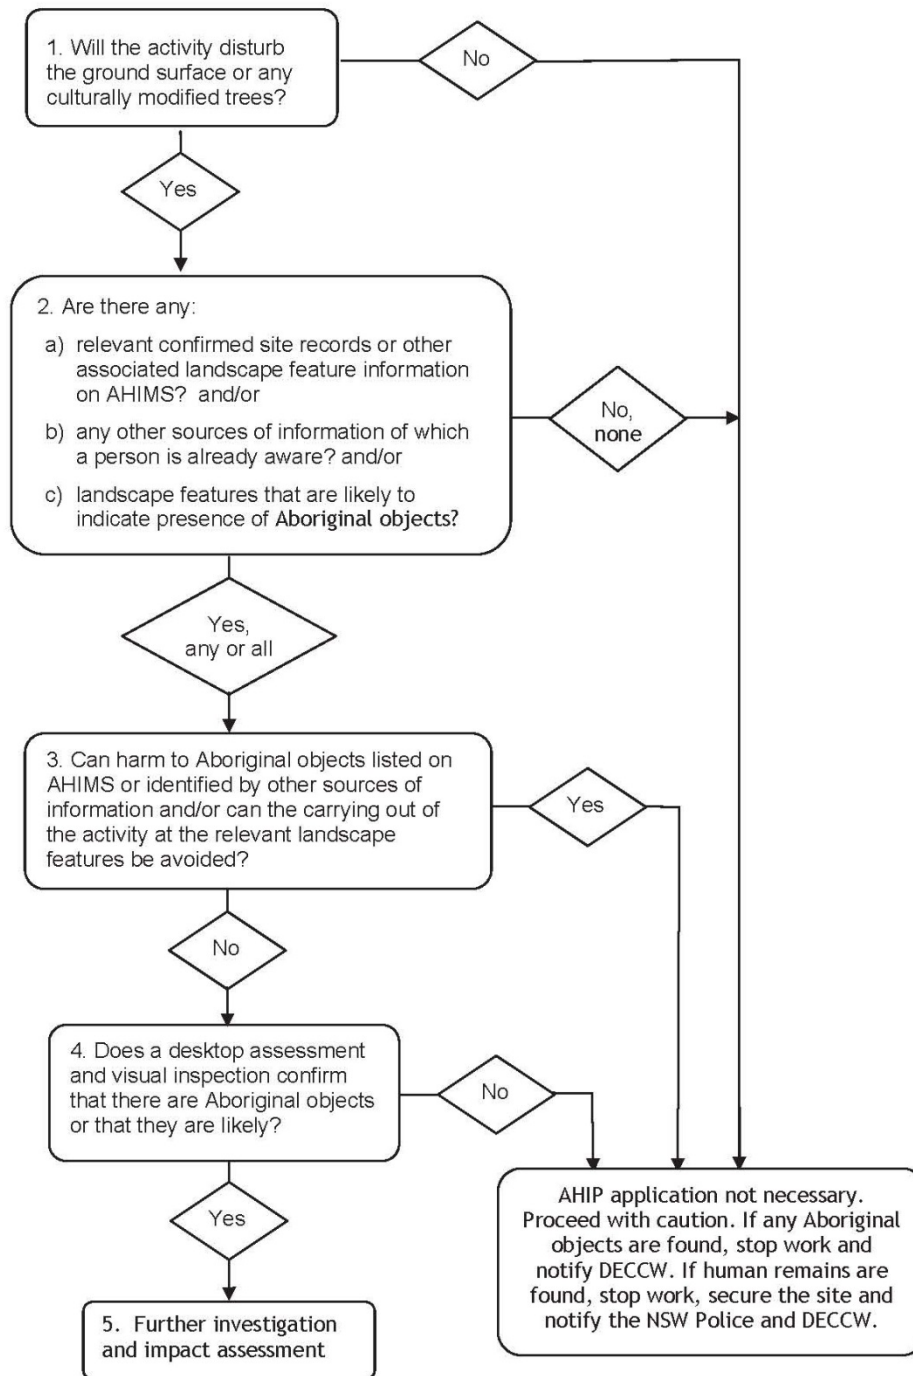 1. Will the activity disturb
the ground surface or any
culturally modified trees?
No
Yes
2. Are there any:
a) relevant confirmed site records or other
associated landscape feature information
on AHIMS? and/or
b) any other sources of information of which
a person is already aware? and/or
c) landscape features that are likely to
indicate presence of Aboriginal objects?
No,
none
Yes,
any or all
3. Can harm to Aboriginal objects listed on
AHIMS or identified by other sources of
information and/or can the carrying out of
the activity at the relevant landscape
features be avoided?
Yes
No
4. Does a desktop assessment
and visual inspection confirm
that there are Aboriginal objects
or that they are likely?
No
Yes
AHIP application not necessary.
Proceed with caution. If any Aboriginal
objects are found, stop work and
notify DECCW. If human remains are
found, stop work, secure the site and
notify the NSW Police and DECCW.
5. Further investigation
and impact assessment